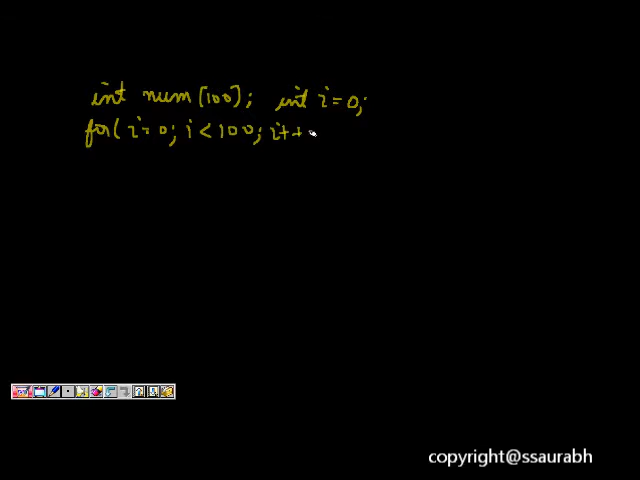 int num[100]; int i=0;
for( i=0; i<100; i++
copyright@ssaurabh